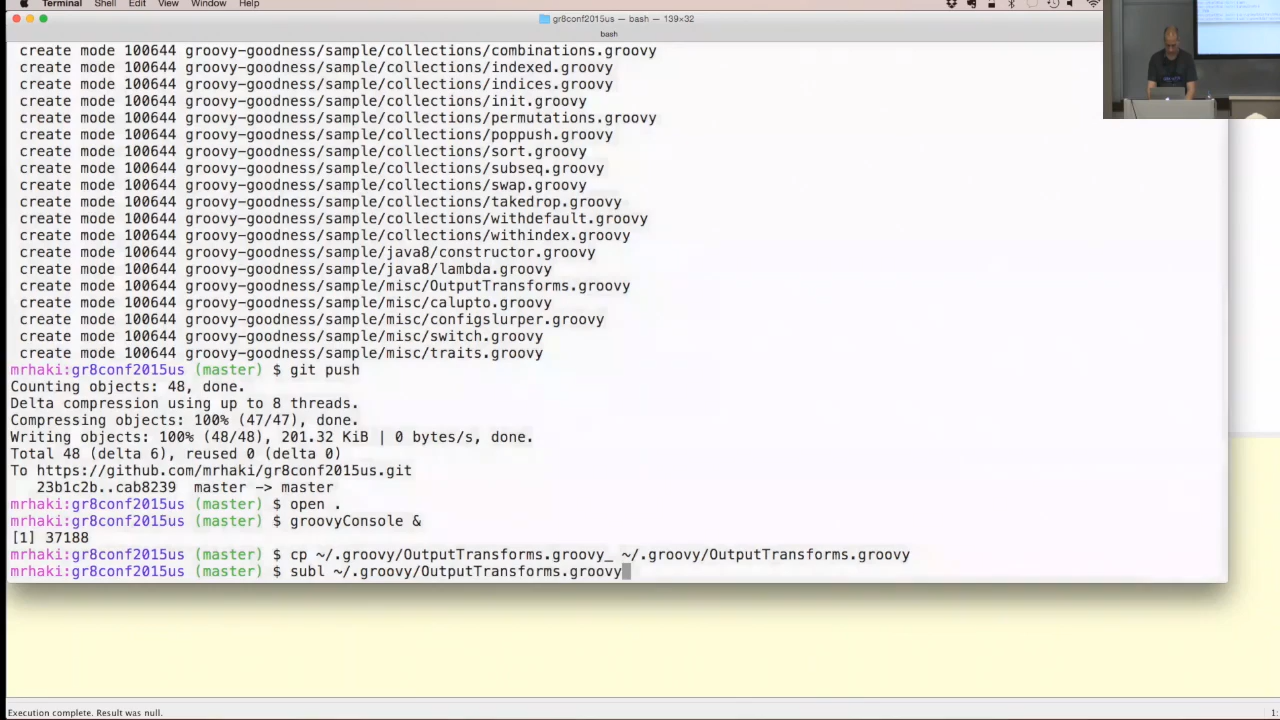 Terminal Shell Edit View Window Help
gr8conf2015us — bash — 139×32
bash
create mode 100644 groovy-goodness/sample/collections/combinations.groovy
create mode 100644 groovy-goodness/sample/collections/indexed.groovy
create mode 100644 groovy-goodness/sample/collections/indices.groovy
create mode 100644 groovy-goodness/sample/collections/init.groovy
create mode 100644 groovy-goodness/sample/collections/permutations.groovy
create mode 100644 groovy-goodness/sample/collections/poppush.groovy
create mode 100644 groovy-goodness/sample/collections/sort.groovy
create mode 100644 groovy-goodness/sample/collections/subseq.groovy
create mode 100644 groovy-goodness/sample/collections/swap.groovy
create mode 100644 groovy-goodness/sample/collections/takedrop.groovy
create mode 100644 groovy-goodness/sample/collections/withdefault.groovy
create mode 100644 groovy-goodness/sample/collections/withindex.groovy
create mode 100644 groovy-goodness/sample/java8/constructor.groovy
create mode 100644 groovy-goodness/sample/java8/lambda.groovy
create mode 100644 groovy-goodness/sample/misc/OutputTransforms.groovy
create mode 100644 groovy-goodness/sample/misc/calupto.groovy
create mode 100644 groovy-goodness/sample/misc/configslurper.groovy
create mode 100644 groovy-goodness/sample/misc/switch.groovy
create mode 100644 groovy-goodness/sample/misc/traits.groovy
mrhaki:gr8conf2015us (master) $ git push
Counting objects: 48, done.
Delta compression using up to 8 threads.
Compressing objects: 100% (47/47), done.
Writing objects: 100% (48/48), 201.32 KiB | 0 bytes/s, done.
Total 48 (delta 6), reused 0 (delta 0)
To https://github.com/mrhaki/gr8conf2015us.git
23b1c2b..cab8239 master -> master
mrhaki:gr8conf2015us (master) $ open .
mrhaki:gr8conf2015us (master) $ groovyConsole &
[1] 37188
mrhaki:gr8conf2015us (master) $ cp ~/.groovy/OutputTransforms.groovy_ ~/.groovy/OutputTransforms.groovy
mrhaki:gr8conf2015us (master) $ subl ~/.groovy/OutputTransforms.groovy
Execution complete. Result was null.
1: